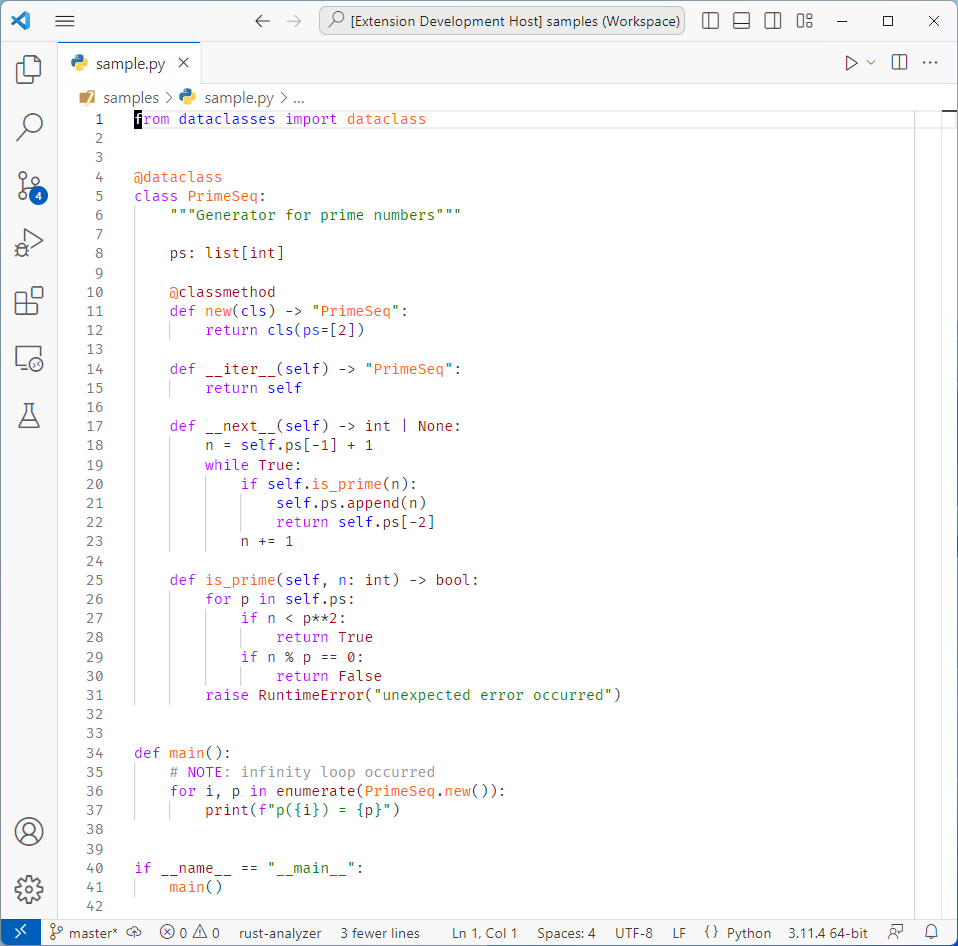 [Extension Development Host] samples (Workspace)
sample.py
samples > sample.py > ...
1 from dataclasses import dataclass
2
3
4 @dataclass
5 class PrimeSeq:
6     """Generator for prime numbers"""
7
8     ps: list[int]
9
10     @classmethod
11     def new(cls) -> "PrimeSeq":
12         return cls(ps=[2])
13
14     def __iter__(self) -> "PrimeSeq":
15         return self
16
17     def __next__(self) -> int | None:
18         n = self.ps[-1] + 1
19         while True:
20             if self.is_prime(n):
21                 self.ps.append(n)
22                 return self.ps[-2]
23             n += 1
24
25     def is_prime(self, n: int) -> bool:
26         for p in self.ps:
27             if n < p**2:
28                 return True
29             if n % p == 0:
30                 return False
31         raise RuntimeError("unexpected error occurred")
32
33
34 def main():
35     # NOTE: infinity loop occurred
36     for i, p in enumerate(PrimeSeq.new()):
37         print(f"p({i}) = {p}")
38
39
40 if __name__ == "__main__":
41     main()
42
4
master* 0 0 rust-analyzer 3 fewer lines Ln 1, Col 1 Spaces: 4 UTF-8 LF {} Python 3.11.4 64-bit